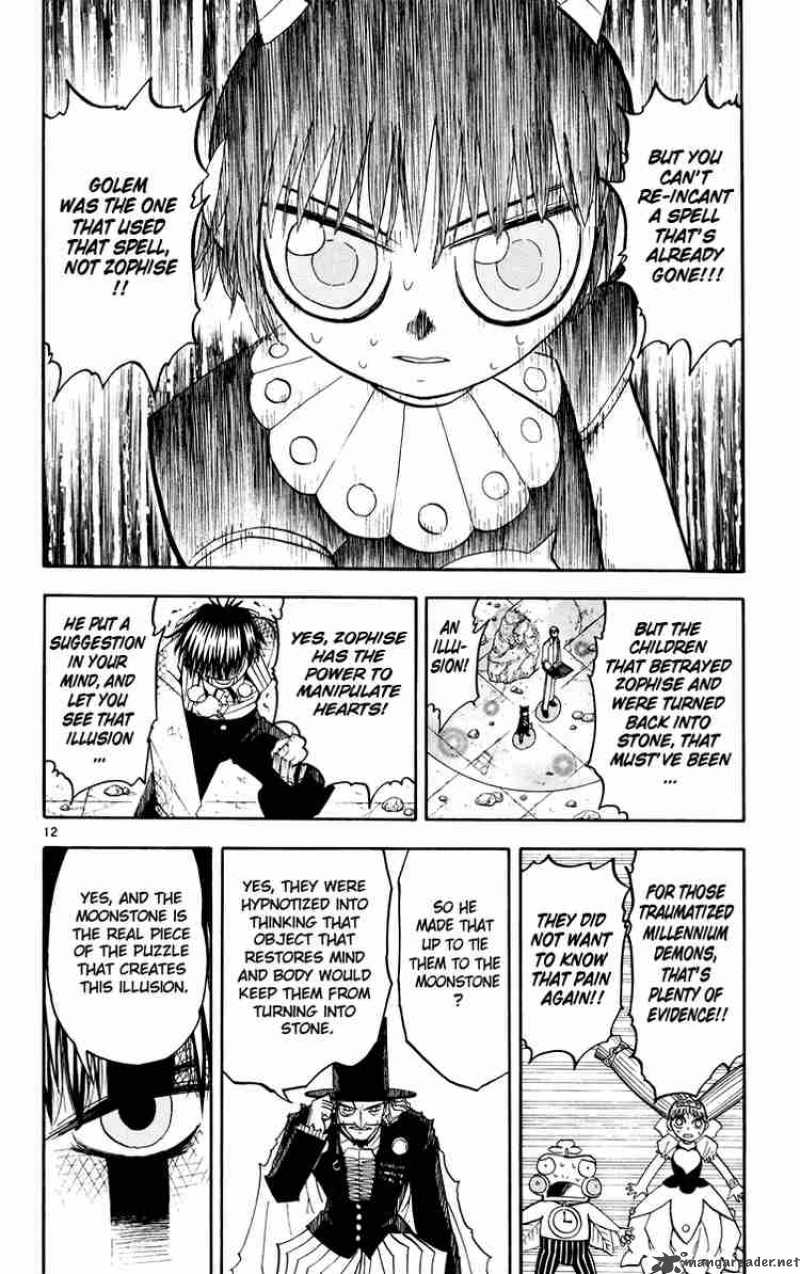 BUT YOU
CAN'T
RE-INCANT
A SPELL
THAT'S
ALREADY
GONE!!!
GOLEM
WAS THE ONE
THAT USED
THAT SPELL,
NOT ZOPHISE
!!
BUT THE
CHILDREN
THAT BETRAYED
ZOPHISE AND
WERE TURNED
BACK INTO
STONE, THAT
MUST'VE BEEN
...
AN
ILLU-
SION!
YES, ZOPHISE
HAS THE
POWER TO
MANIPULATE
HEARTS!
HE PUT A
SUGGESTION
IN YOUR
MIND, AND
LET YOU
SEE THAT
ILLUSION
...
12
FOR THOSE
TRAUMATIZED
MILLENNIUM
DEMONS,
THAT'S
PLENTY OF
EVIDENCE!!
THEY DID
NOT WANT
TO KNOW
THAT PAIN
AGAIN!!
SO HE
MADE THAT
UP TO TIE
THEM TO THE
MOONSTONE
?
YES, THEY WERE
HYPNOTIZED INTO
THINKING THAT
OBJECT THAT
RESTORES MIND
AND BODY WOULD
KEEP THEM FROM
TURNING INTO
STONE.
YES, AND THE
MOONSTONE IS
THE REAL PIECE
OF THE PUZZLE
THAT CREATES
THIS ILLUSION.
mangareader.net